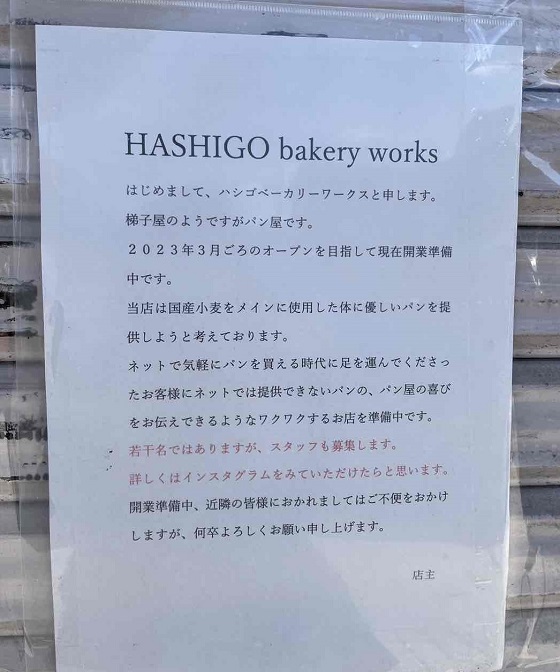 HASHIGO bakery works
はじめまして、ハシゴベーカリーワークスと申します。
梯子屋のようですがパン屋です。
２０２３年３月ごろのオープンを目指して現在開業準備
中です。
当店は国産小麦をメインに使用した体に優しいパンを提
供しようと考えております。
ネットで気軽にパンを買える時代に足を運んでくださっ
たお客様にネットでは提供できないパンの、パン屋の喜び
をお伝えできるようなワクワクするお店を準備中です。
若干名ではありますが、スタッフも募集します。
詳しくはインスタグラムをみていただけたらと思います。
開業準備中、近隣の皆様におかれましてはご不便をおかけ
しますが、何卒よろしくお願い申し上げます。
店主